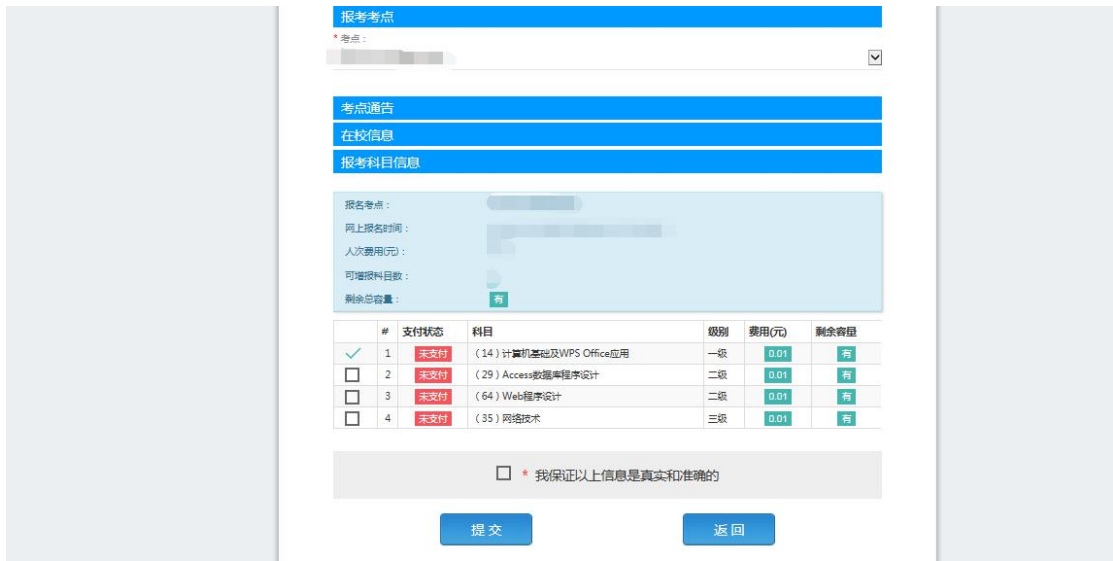 报考考点
* 考点：
考点通告
在校信息
报考科目信息
报名考点：
网上报名时间：
人次费用(元)：
可增报科目数：
剩余总容量： 有
# 支付状态 科目 级别 费用(元) 剩余容量
1 未支付 （14）计算机基础及WPS Office应用 一级 0.01 有
2 未支付 （29）Access数据库程序设计 二级 0.01 有
3 未支付 （64）Web程序设计 二级 0.01 有
4 未支付 （35）网络技术 三级 0.01 有
* 我保证以上信息是真实和准确的
提交 返回